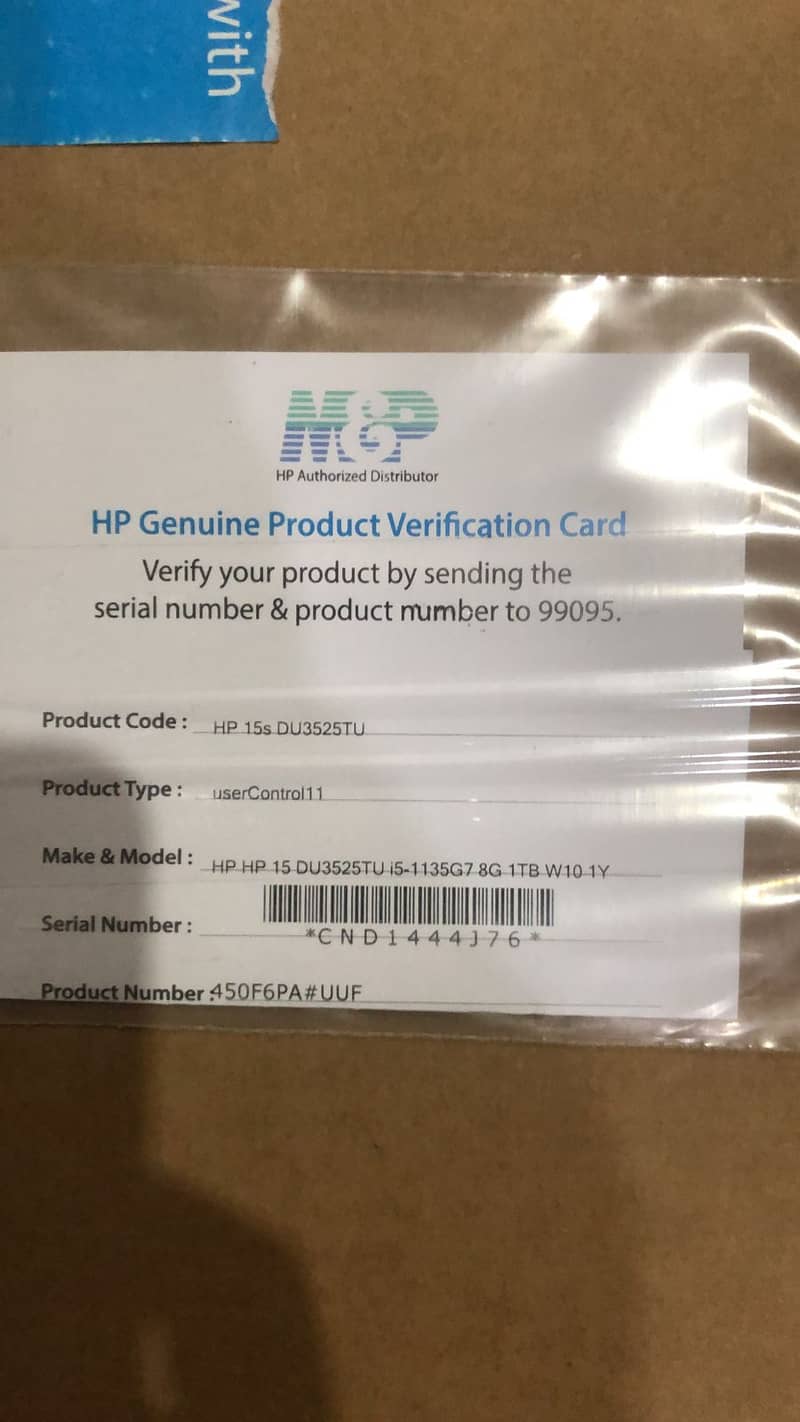 with
M&P
HP Authorized Distributor
HP Genuine Product Verification Card
Verify your product by sending the
serial number & product number to 99095.
Product Code : HP 15s DU3525TU
Product Type : userControl11
Make & Model : HP HP 15 DU3525TU i5-1135G7 8G 1TB W10 1Y
Serial Number : *CND1444J76*
Product Number :450F6PA#UUF